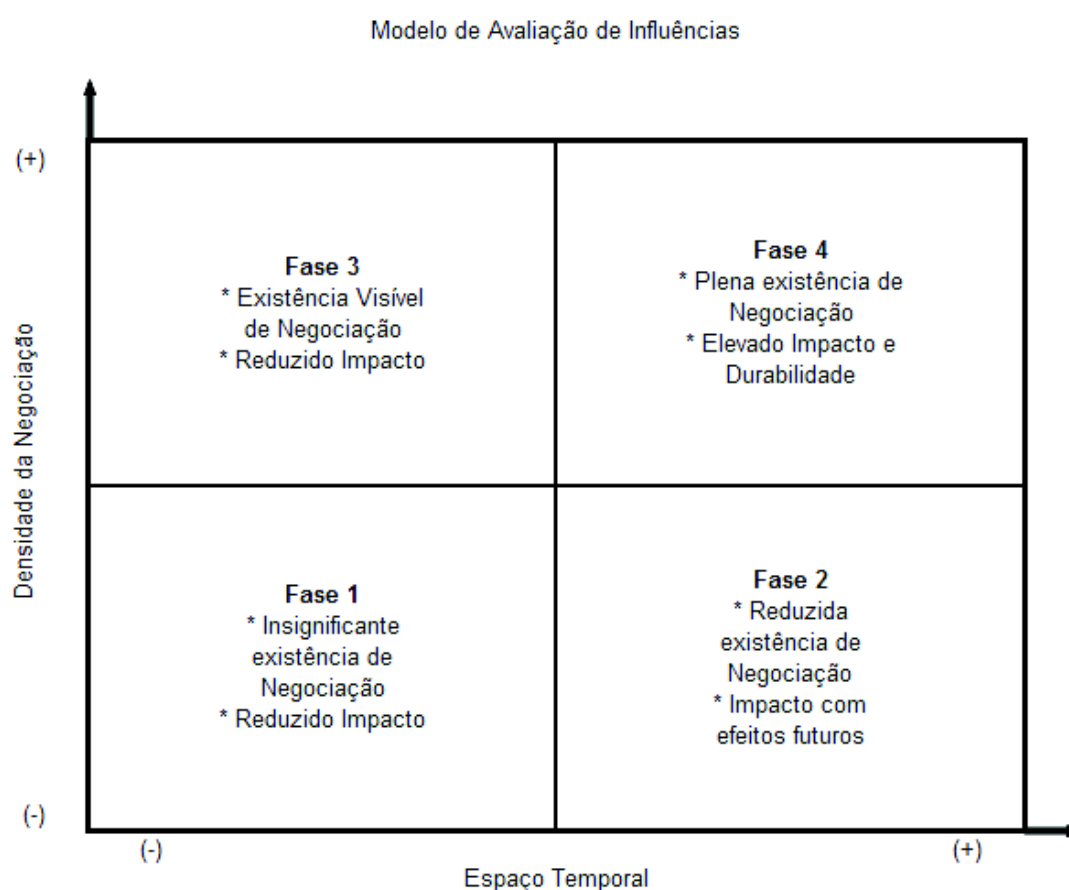 Modelo de Avaliação de Influências
(+)
Densidade da Negociação
(-)
Fase 3
* Existência Visível
de Negociação
* Reduzido Impacto
Fase 4
* Plena existência de
Negociação
* Elevado Impacto e
Durabilidade
Fase 1
* Insignificante
existência de
Negociação
* Reduzido Impacto
Fase 2
* Reduzida
existência de
Negociação
* Impacto com
efeitos futuros
(-)
(+)
Espaço Temporal